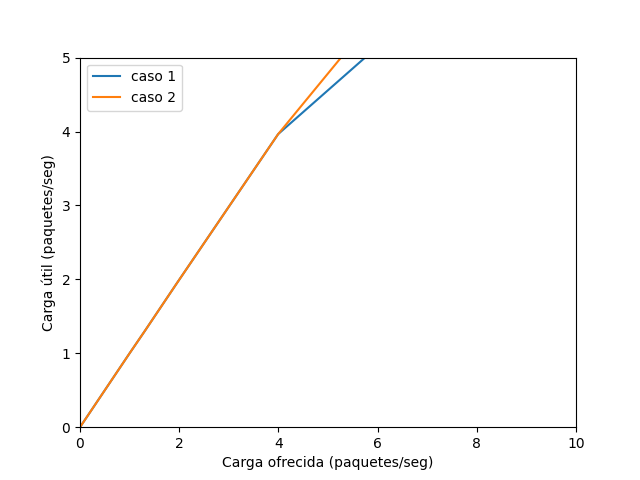 5
caso 1
caso 2
4
3
2
1
0
Carga útil (paquetes/seg)
0 2 4 6 8 10
Carga ofrecida (paquetes/seg)